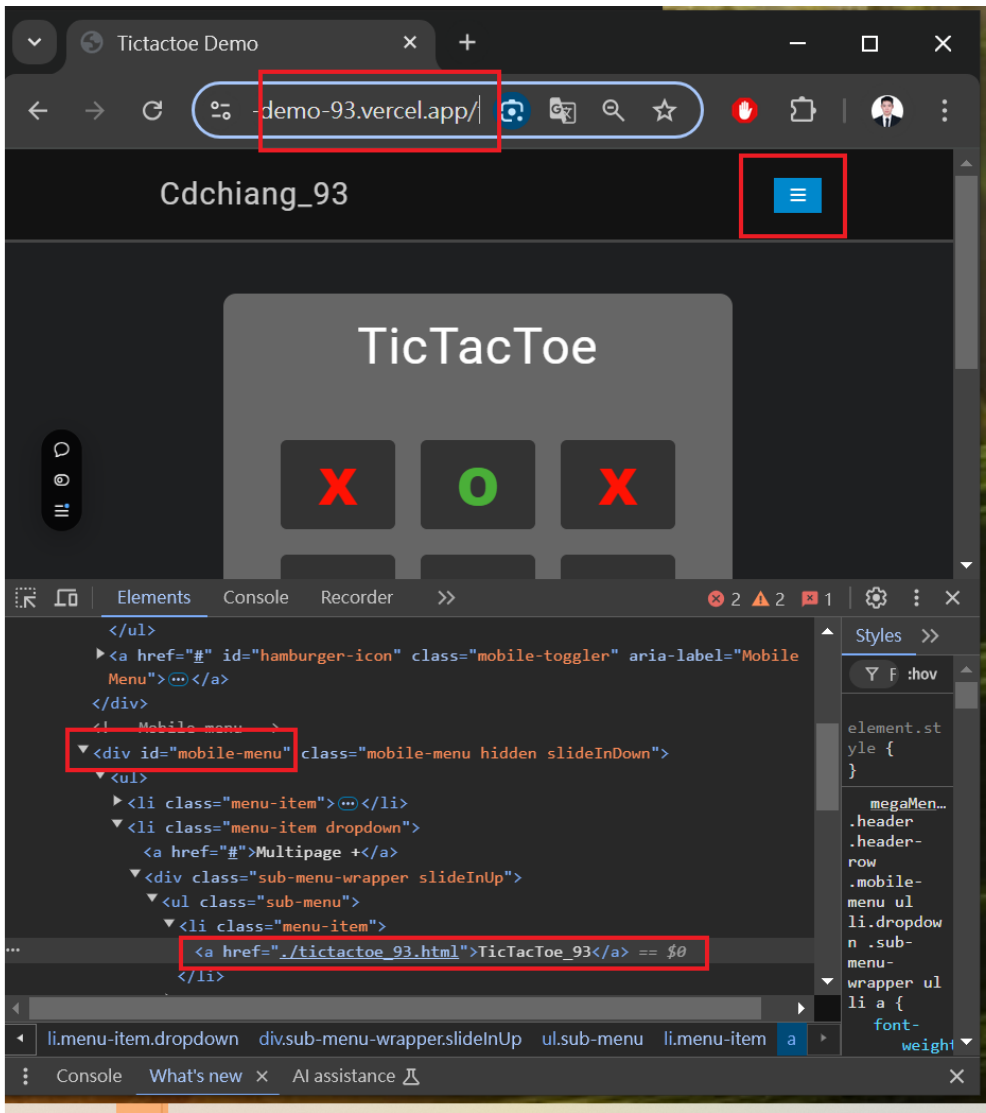 Tictactoe Demo
-demo-93.vercel.app/
Cdchiang_93
TicTacToe
X O X
Elements Console Recorder 2 2 1
</ul>
<a href="#" id="hamburger-icon" class="mobile-toggler" aria-label="Mobile
Menu"></a>
</div>
<!-- Mobile menu -->
<div id="mobile-menu" class="mobile-menu hidden slideInDown">
<ul>
<li class="menu-item"></li>
<li class="menu-item dropdown">
<a href="#">Multipage +</a>
<div class="sub-menu-wrapper slideInUp">
<ul class="sub-menu">
<li class="menu-item">
<a href="./tictactoe_93.html">TicTacToe_93</a> == $0
</li>
li.menu-item.dropdown div.sub-menu-wrapper.slideInUp ul.sub-menu li.menu-item a
Styles
F :hov
element.st
yle {
}
megaMen…
.header
.header-
row
.mobile-
menu ul
li.dropdow
n .sub-
menu-
wrapper ul
li a {
font-
weight
Console What's new AI assistance